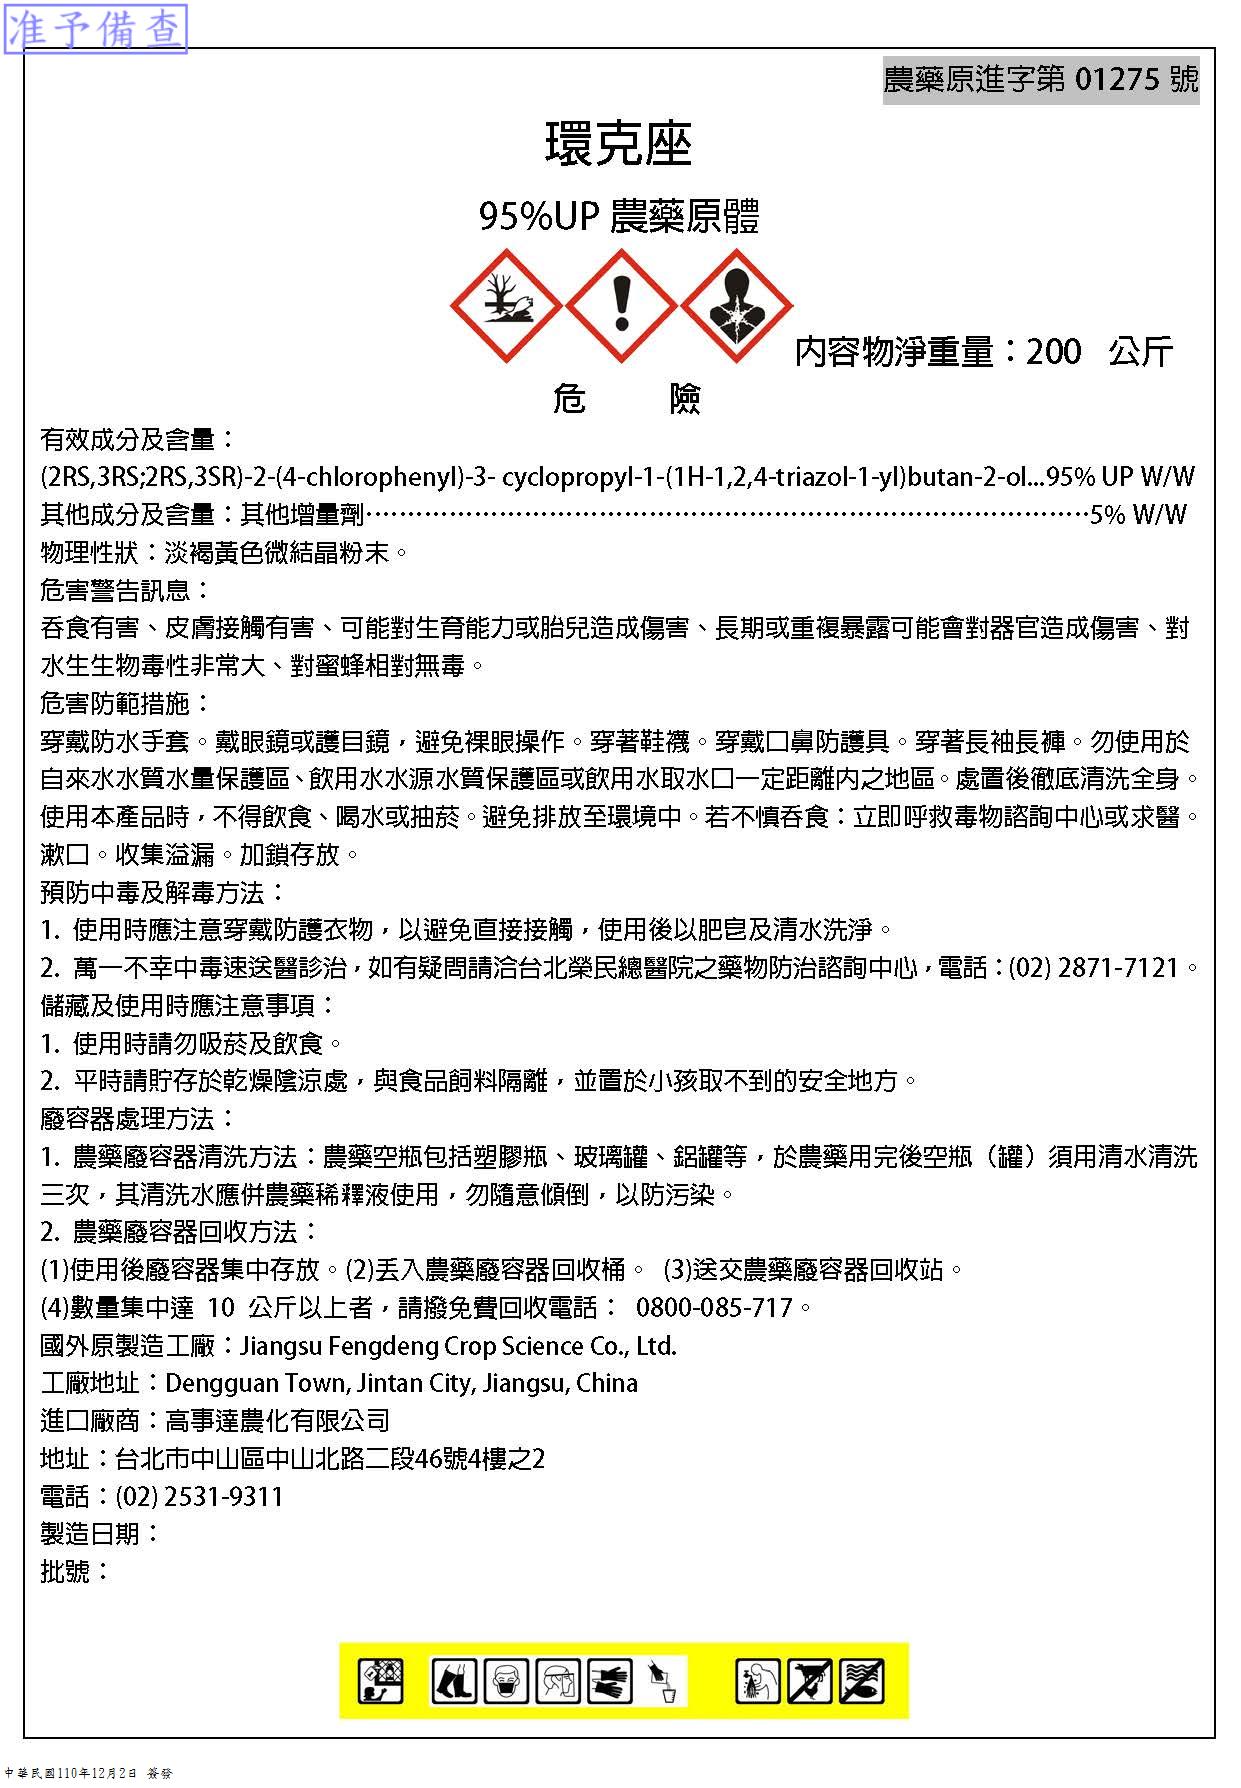 准予備查
農藥原進字第 01275 號
環克座
95%UP 農藥原體
內容物淨重量：200 公斤
危 險
有效成分及含量：
(2RS,3RS;2RS,3SR)-2-(4-chlorophenyl)-3- cyclopropyl-1-(1H-1,2,4-triazol-1-yl)butan-2-ol...95% UP W/W
其他成分及含量：其他增量劑…………………………………………………………………………5% W/W
物理性狀：淡褐黃色微結晶粉末。
危害警告訊息：
吞食有害、皮膚接觸有害、可能對生育能力或胎兒造成傷害、長期或重複暴露可能會對器官造成傷害、對
水生生物毒性非常大、對蜜蜂相對無毒。
危害防範措施：
穿戴防水手套。戴眼鏡或護目鏡，避免裸眼操作。穿著鞋襪。穿戴口鼻防護具。穿著長袖長褲。勿使用於
自來水水質水量保護區、飲用水水源水質保護區或飲用水取水口一定距離內之地區。處置後徹底清洗全身。
使用本產品時，不得飲食、喝水或抽菸。避免排放至環境中。若不慎吞食：立即呼救毒物諮詢中心或求醫。
漱口。收集溢漏。加鎖存放。
預防中毒及解毒方法：
1. 使用時應注意穿戴防護衣物，以避免直接接觸，使用後以肥皂及清水洗淨。
2. 萬一不幸中毒速送醫診治，如有疑問請洽台北榮民總醫院之藥物防治諮詢中心，電話：(02) 2871-7121。
儲藏及使用時應注意事項：
1. 使用時請勿吸菸及飲食。
2. 平時請貯存於乾燥陰涼處，與食品飼料隔離，並置於小孩取不到的安全地方。
廢容器處理方法：
1. 農藥廢容器清洗方法：農藥空瓶包括塑膠瓶、玻璃罐、鋁罐等，於農藥用完後空瓶（罐）須用清水清洗
三次，其清洗水應併農藥稀釋液使用，勿隨意傾倒，以防污染。
2. 農藥廢容器回收方法：
(1)使用後廢容器集中存放。(2)丟入農藥廢容器回收桶。 (3)送交農藥廢容器回收站。
(4)數量集中達 10 公斤以上者，請撥免費回收電話： 0800-085-717。
國外原製造工廠：Jiangsu Fengdeng Crop Science Co., Ltd.
工廠地址：Dengguan Town, Jintan City, Jiangsu, China
進口廠商：高事達農化有限公司
地址：台北市中山區中山北路二段46號4樓之2
電話：(02) 2531-9311
製造日期：
批號：
中華民國110年12月2日 簽發